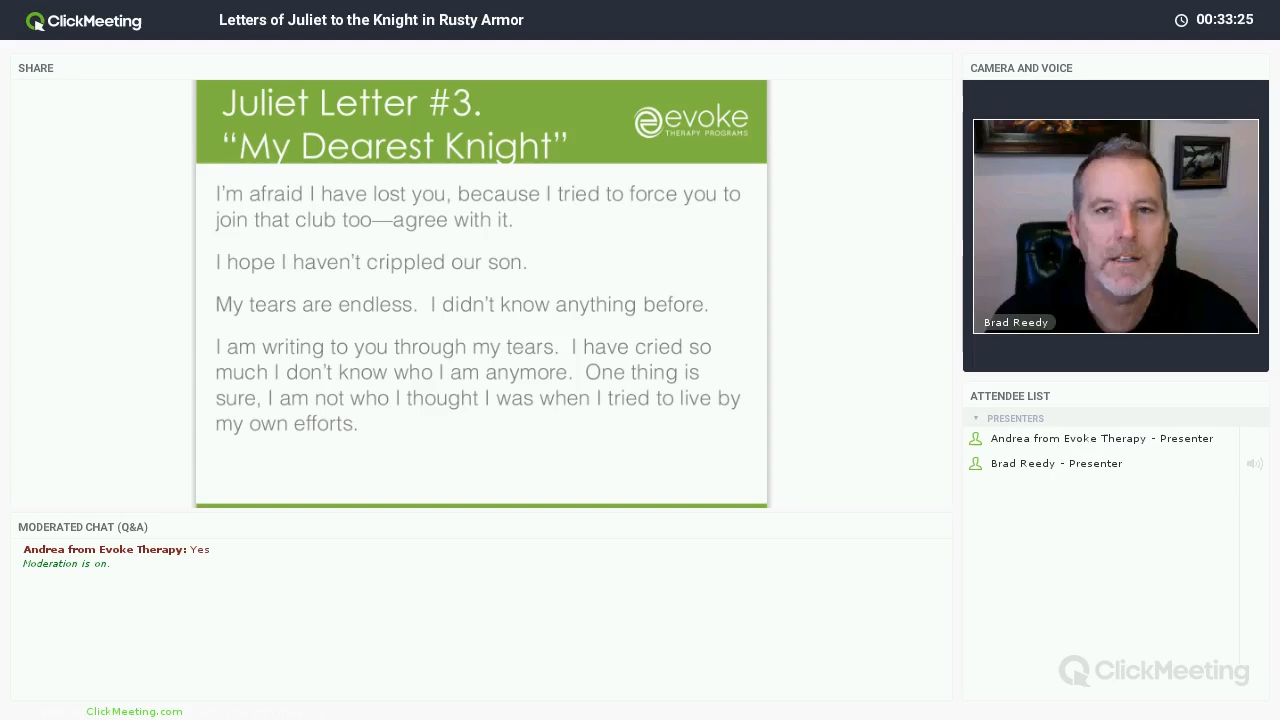 ClickMeeting
Letters of Juliet to the Knight in Rusty Armor
00:33:25
SHARE
Juliet Letter #3.
“My Dearest Knight”
evoke
THERAPY PROGRAMS
I’m afraid I have lost you, because I tried to force you to
join that club too—agree with it.
I hope I haven’t crippled our son.
My tears are endless.  I didn’t know anything before.
I am writing to you through my tears.  I have cried so
much I don’t know who I am anymore.  One thing is
sure, I am not who I thought I was when I tried to live by
my own efforts.
CAMERA AND VOICE
Brad Reedy
ATTENDEE LIST
PRESENTERS
Andrea from Evoke Therapy - Presenter
Brad Reedy - Presenter
MODERATED CHAT (Q&A)
Andrea from Evoke Therapy: Yes
Moderation is on.
ClickMeeting
ClickMeeting.com